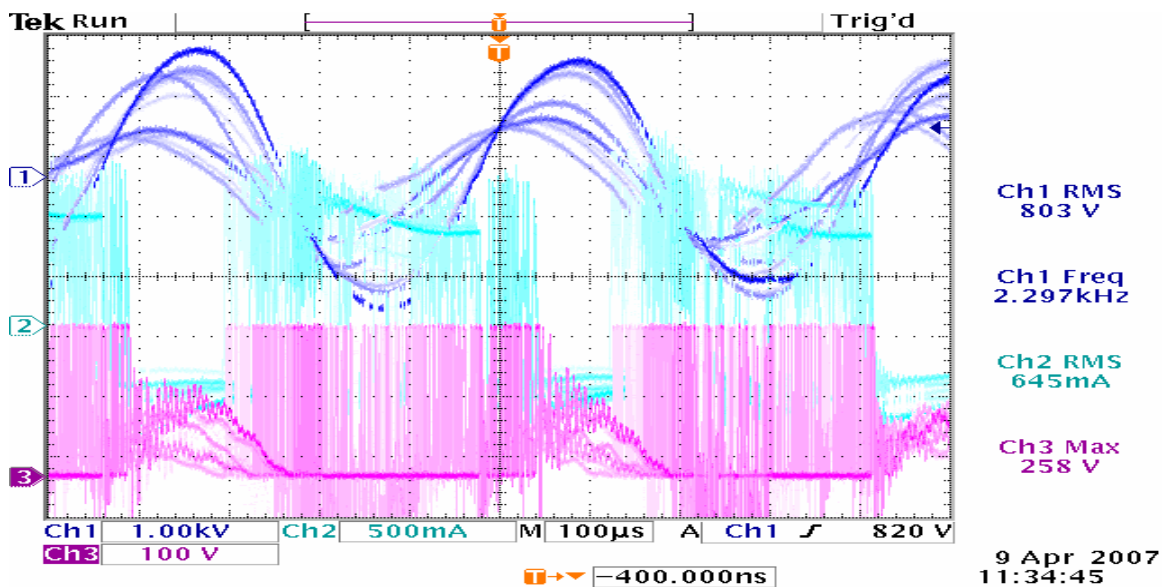 Tek Run Trig'd
T
T
1
2
3
Ch1 RMS
803 V
Ch1 Freq
2.297kHz
Ch2 RMS
645mA
Ch3 Max
258 V
Ch1 1.00kV Ch2 500mA M 100µs A Ch1 820 V
Ch3 100 V
T -400.000ns
9 Apr 2007
11:34:45